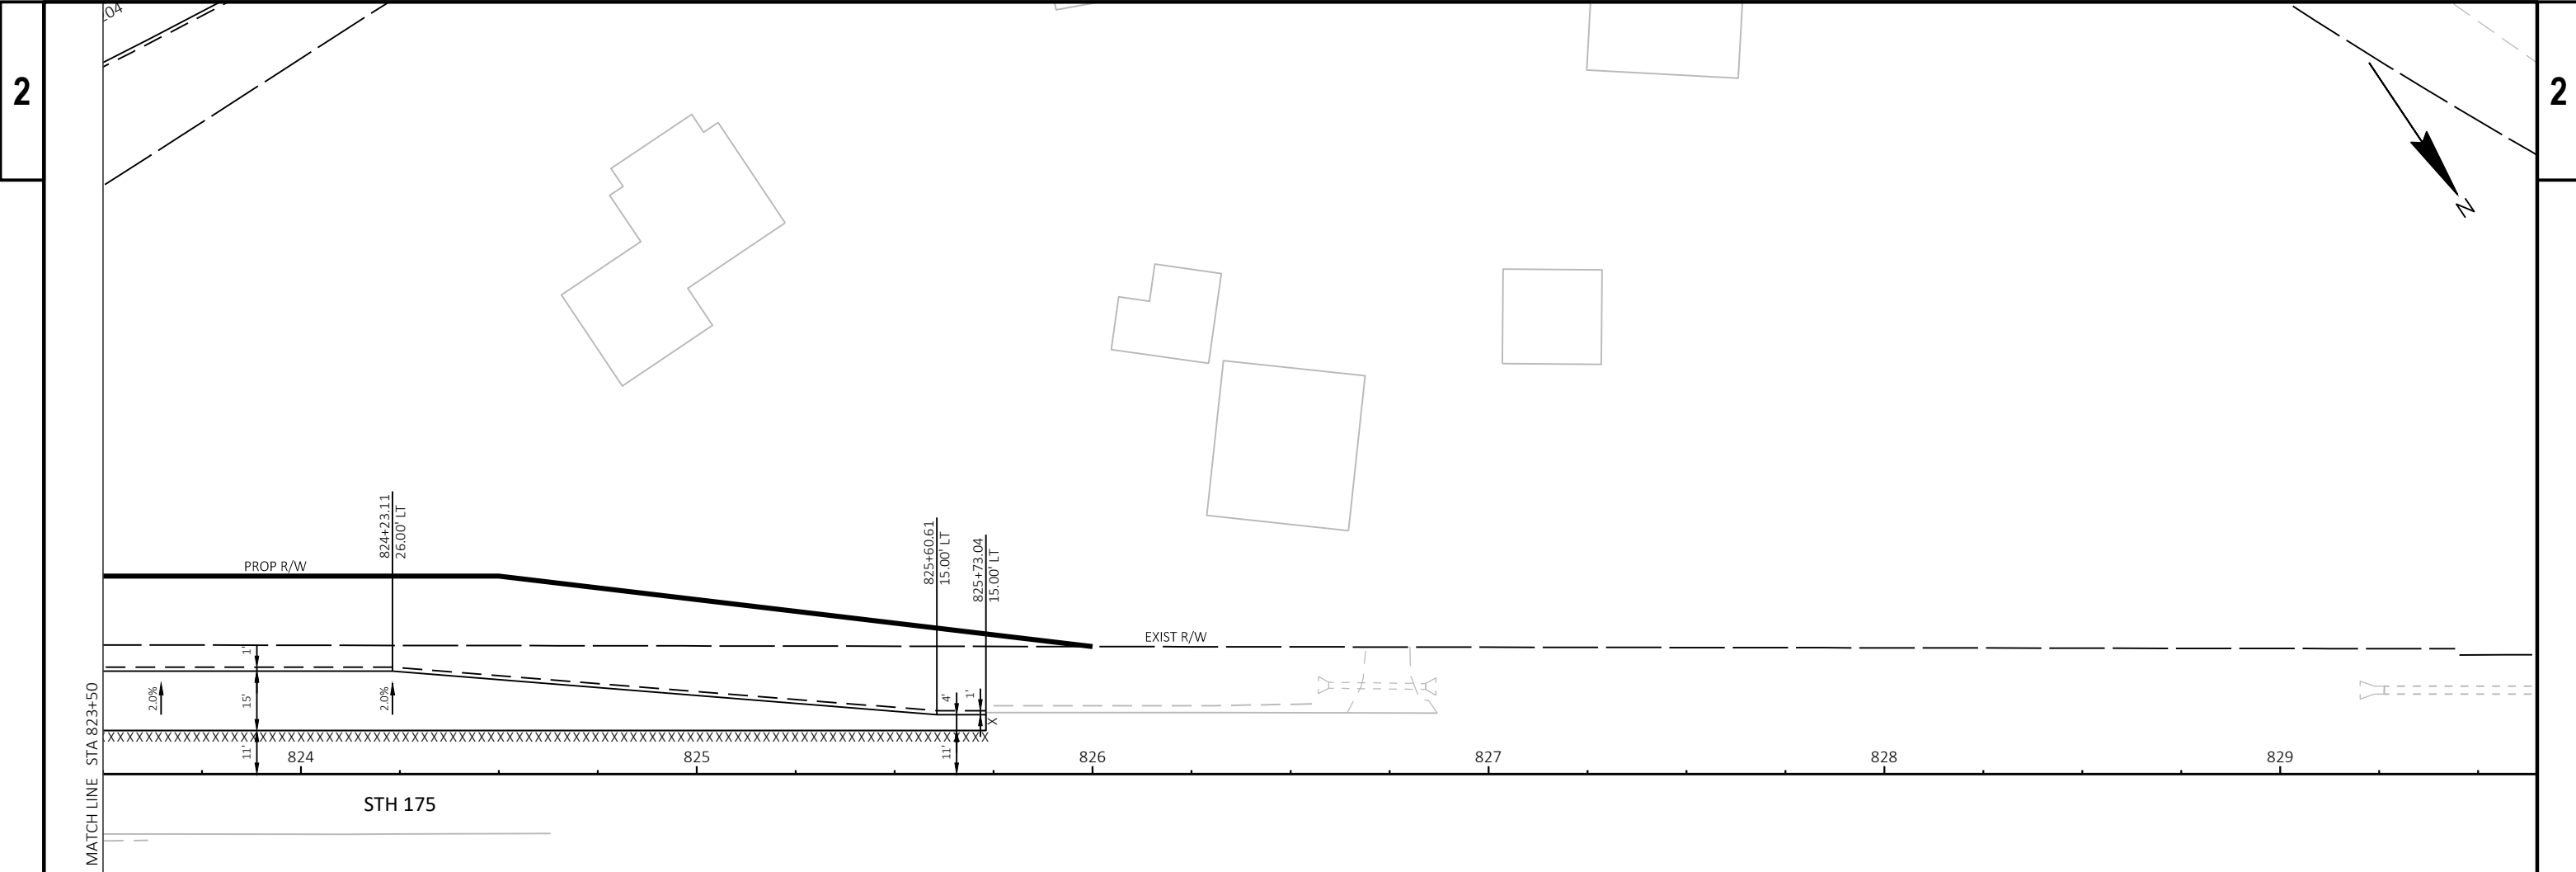 2
2
N
824+23.11
26.00' LT
825+60.61
15.00' LT
825+73.04
15.00' LT
PROP R/W
EXIST R/W
1'
15'
11'
2.0%
2.0%
4'
1'
11'
X
XXXXXXXXXXXXXXXXXXXXXXXXXXXXXXXXXXXXXXXXXXXXXXXXXXXXXXXXXXXXXXXXXXXXXXXXXXXXXXX
824 825 826 827 828 829
STH 175
MATCH LINE STA 823+50